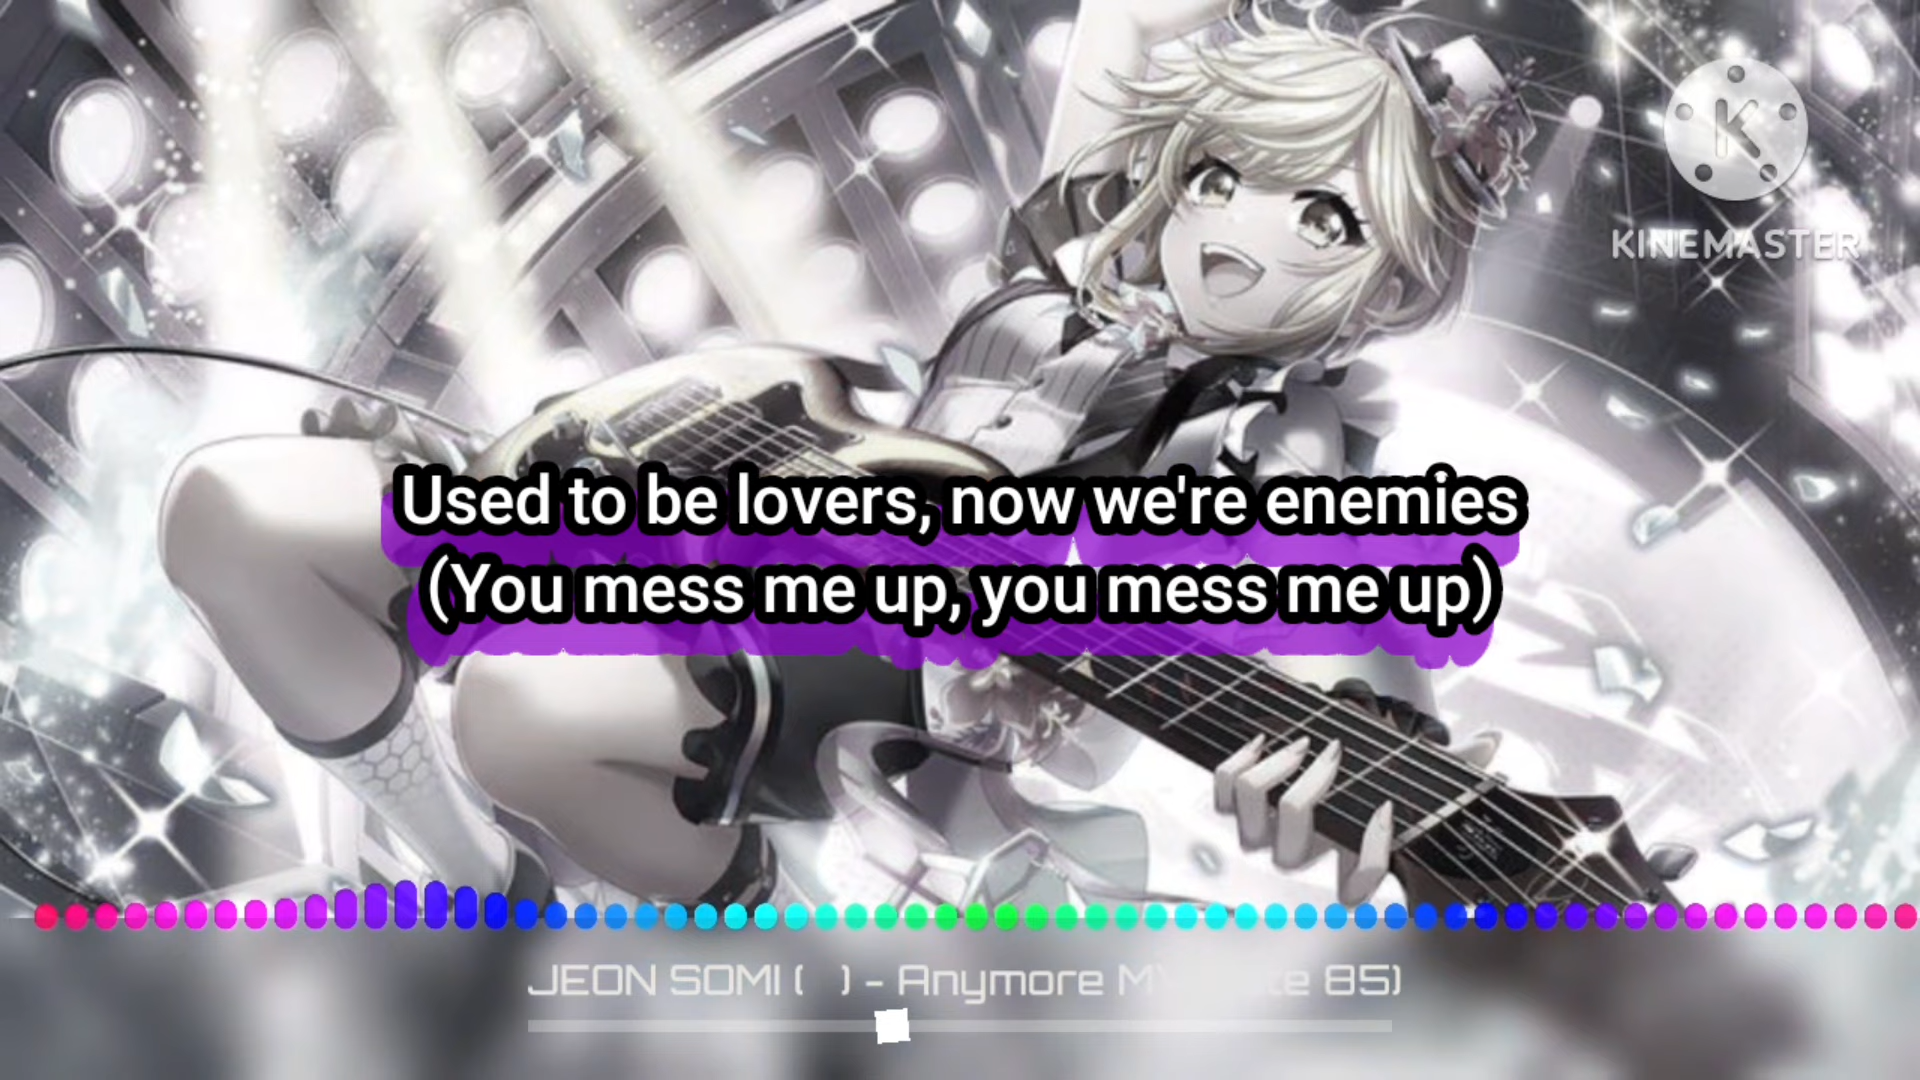 K
KINEMASTER
Used to be lovers, now we're enemies
(You mess me up, you mess me up)
JEON SOMI ( ) - Anymore M 85)